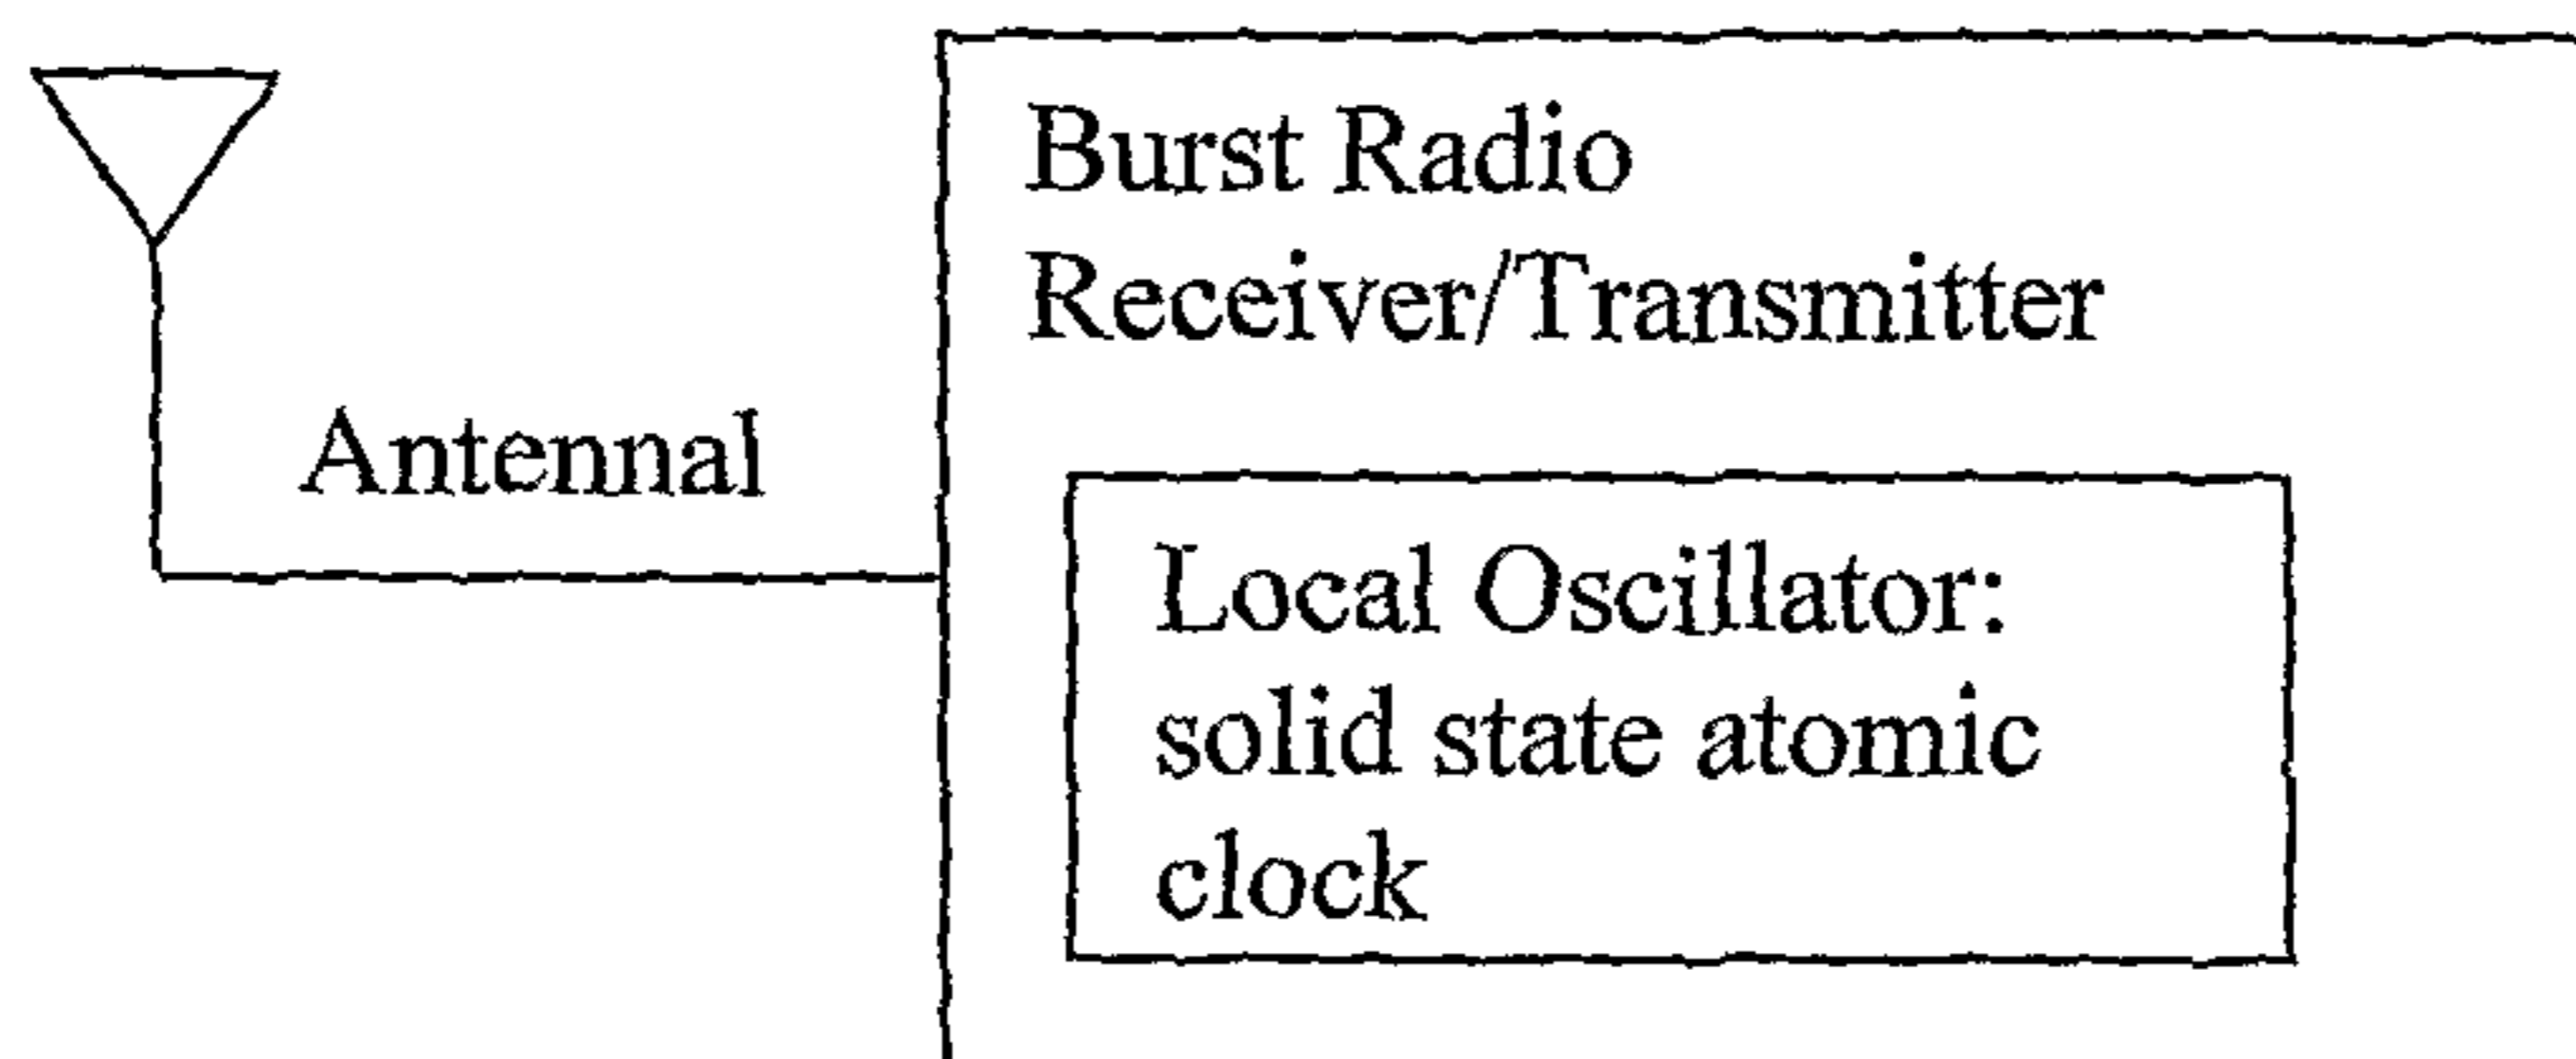 Burst Radio
Receiver/Transmitter
Antennal
Local Oscillator:
solid state atomic
clock